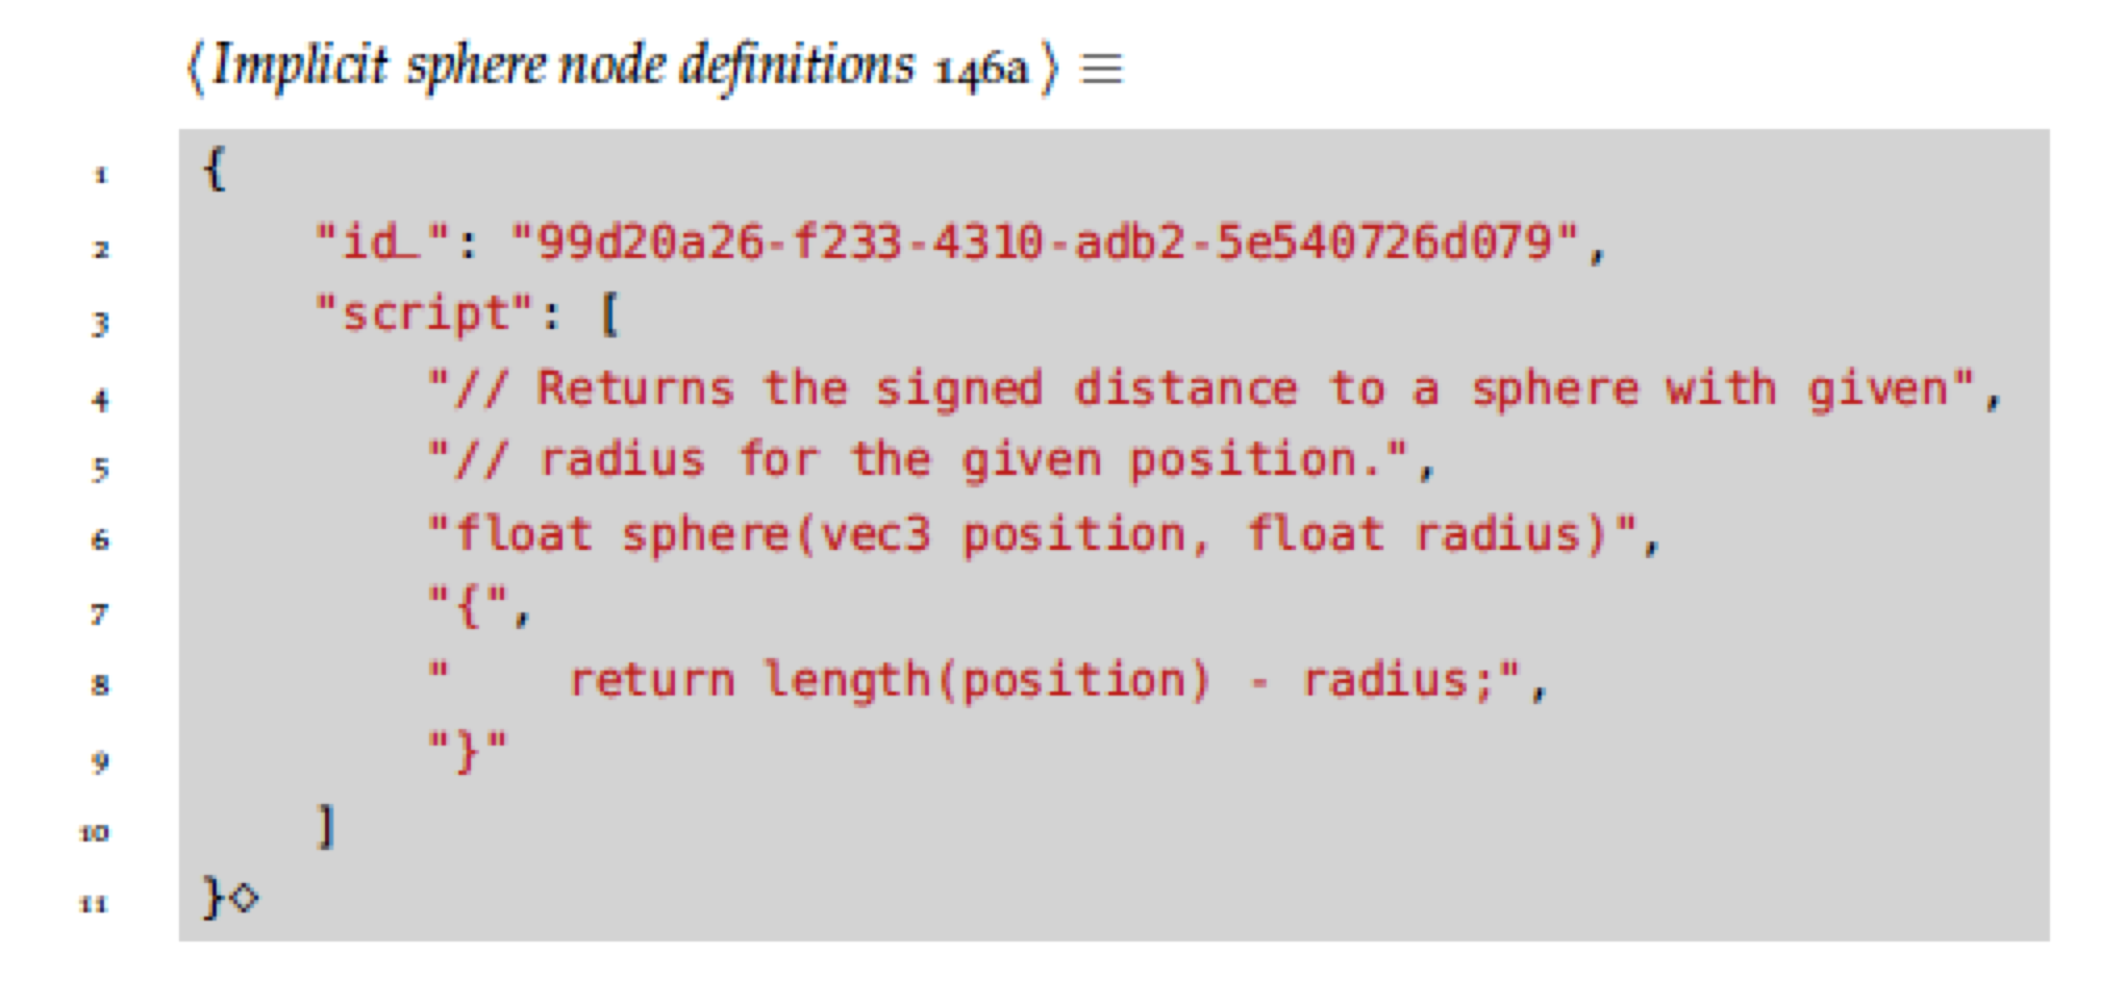 ⟨Implicit sphere node definitions 146a⟩ ≡
1 {
2     "id_": "99d20a26-f233-4310-adb2-5e540726d079",
3     "script": [
4         "// Returns the signed distance to a sphere with given",
5         "// radius for the given position.",
6         "float sphere(vec3 position, float radius)",
7         "{",
8         "    return length(position) - radius;",
9         "}"
10     ]
11 }◇